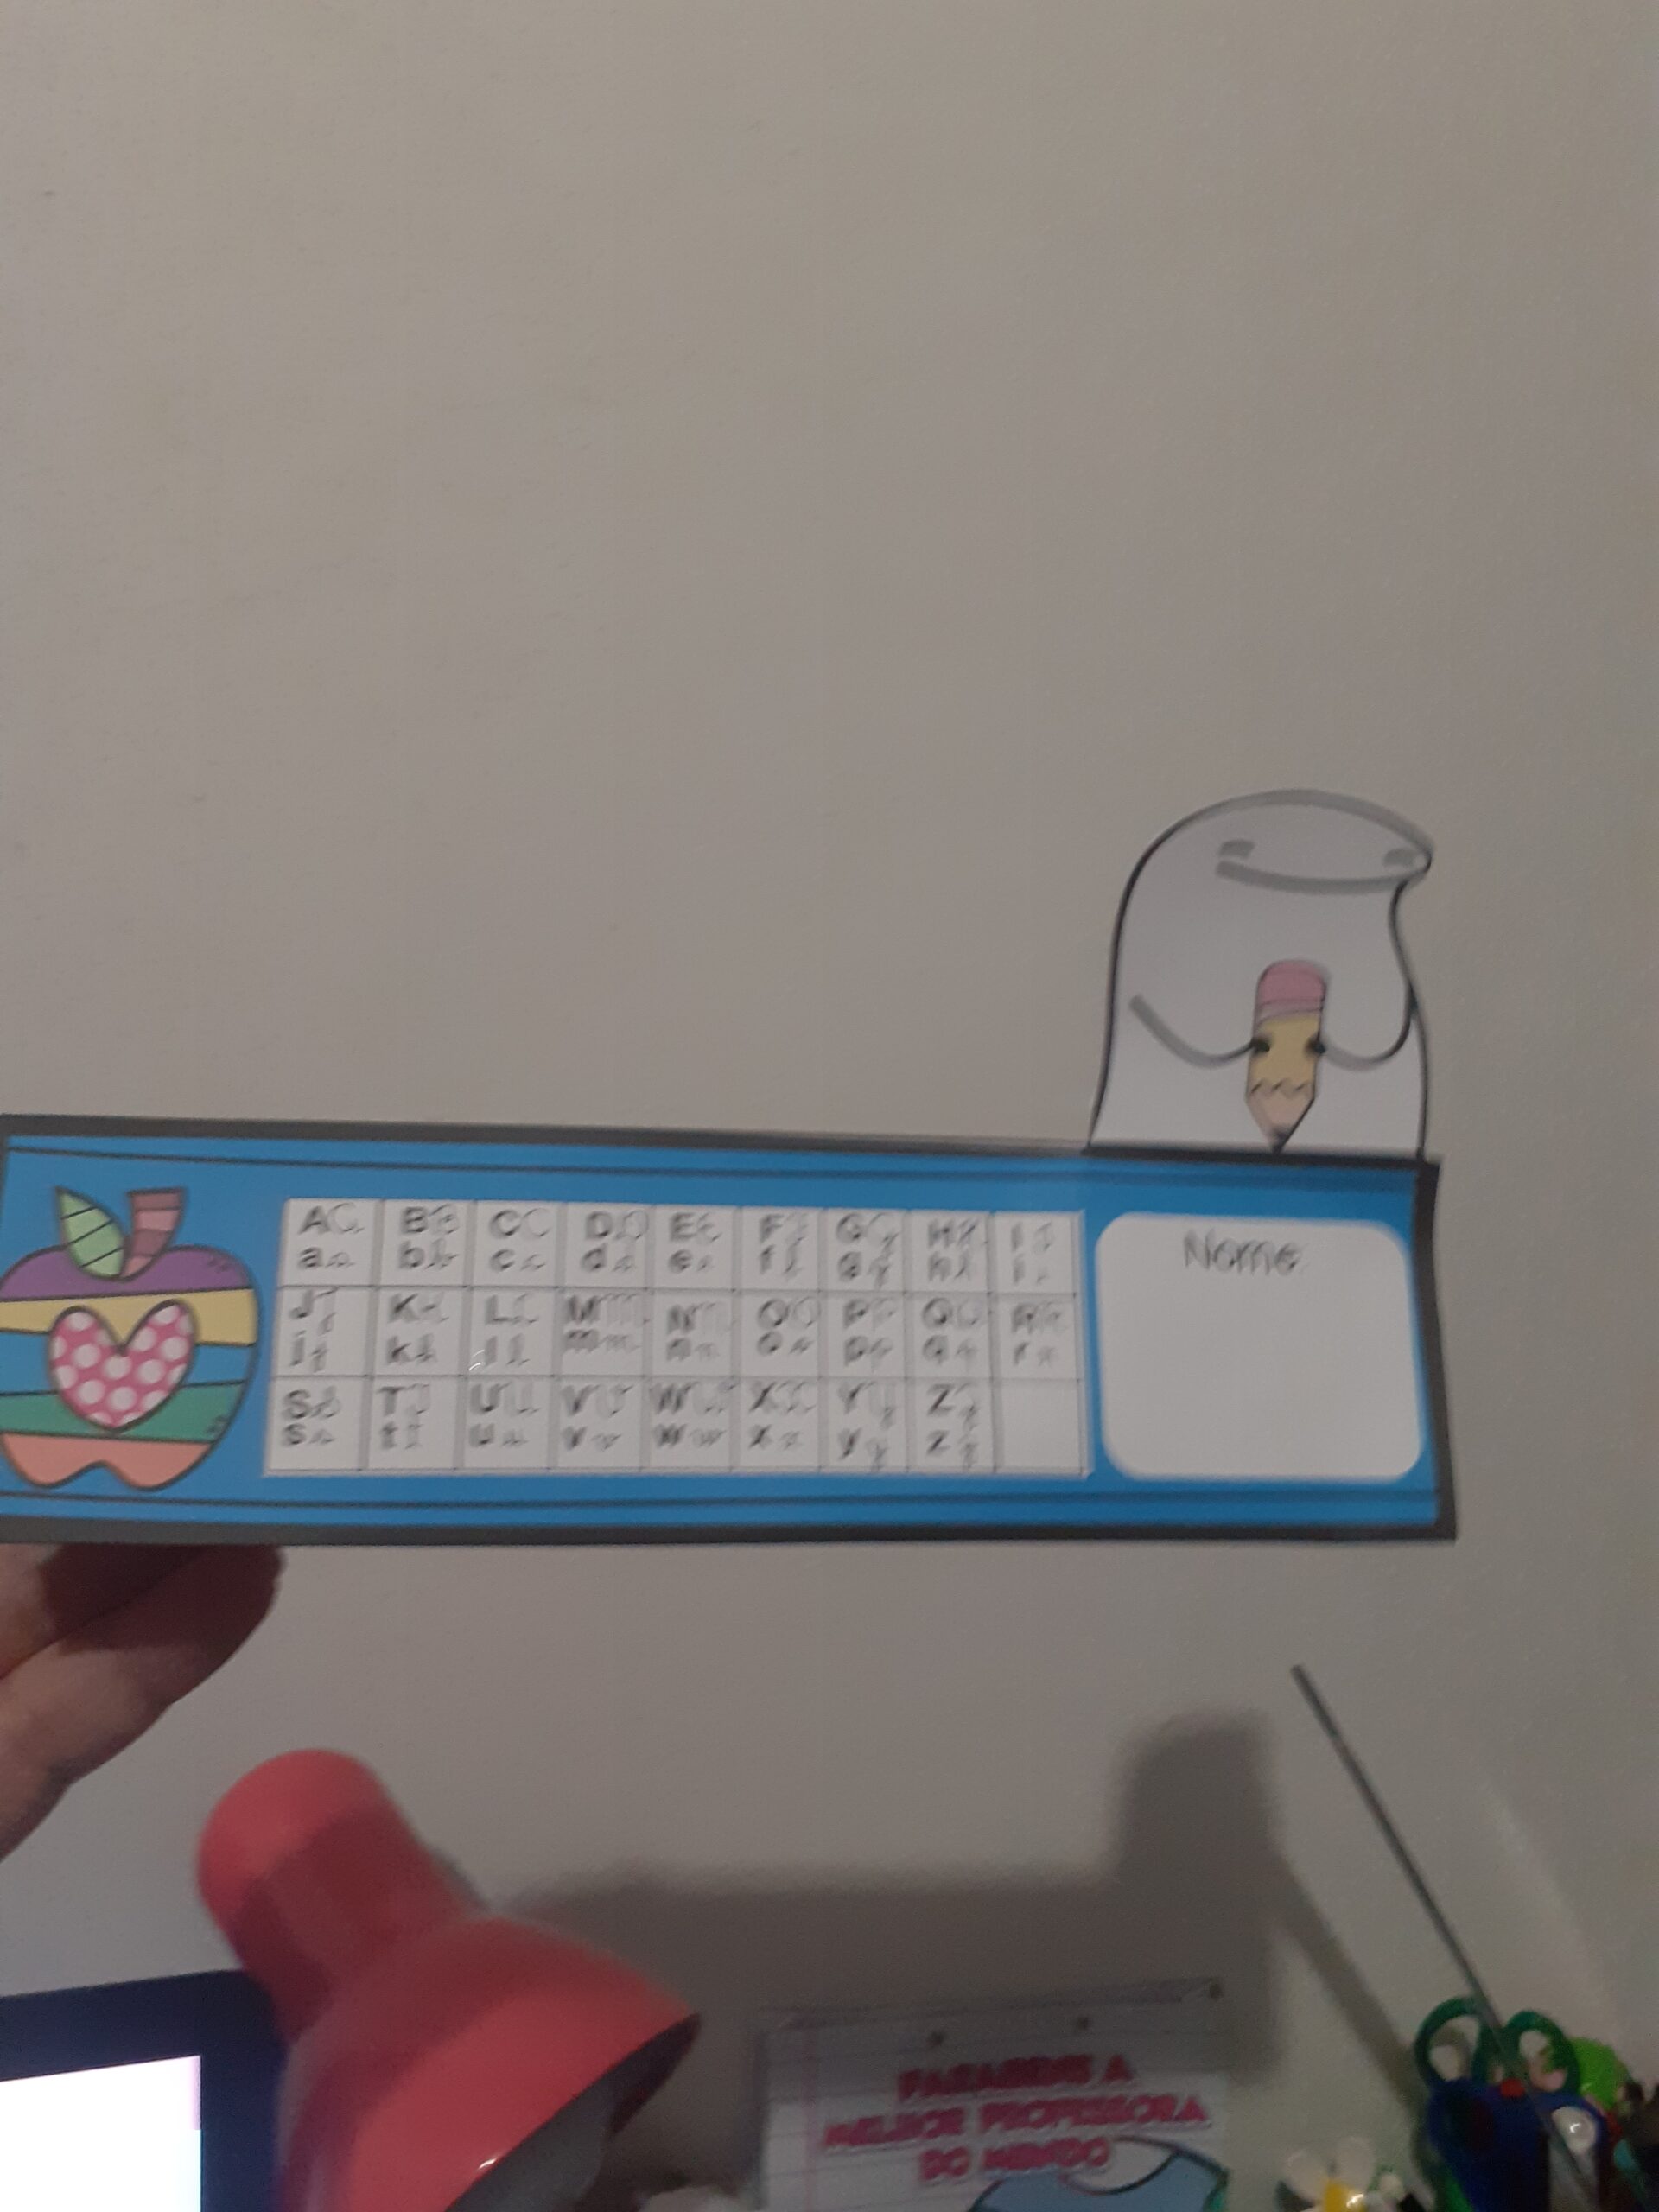 A A B B C C D D E E F F G G H H I I
a a b b c c d d e e f f g g h h i i
J J K K L L M M N N O O P P Q Q R R
j j k k l l m m n n o o p p q q r r
S S T T U U V V W W X X Y Y Z Z
s s t t u u v v w w x x y y z z
Nome
PARABÉNS A
MELHOR PROFESSORA
DO MUNDO